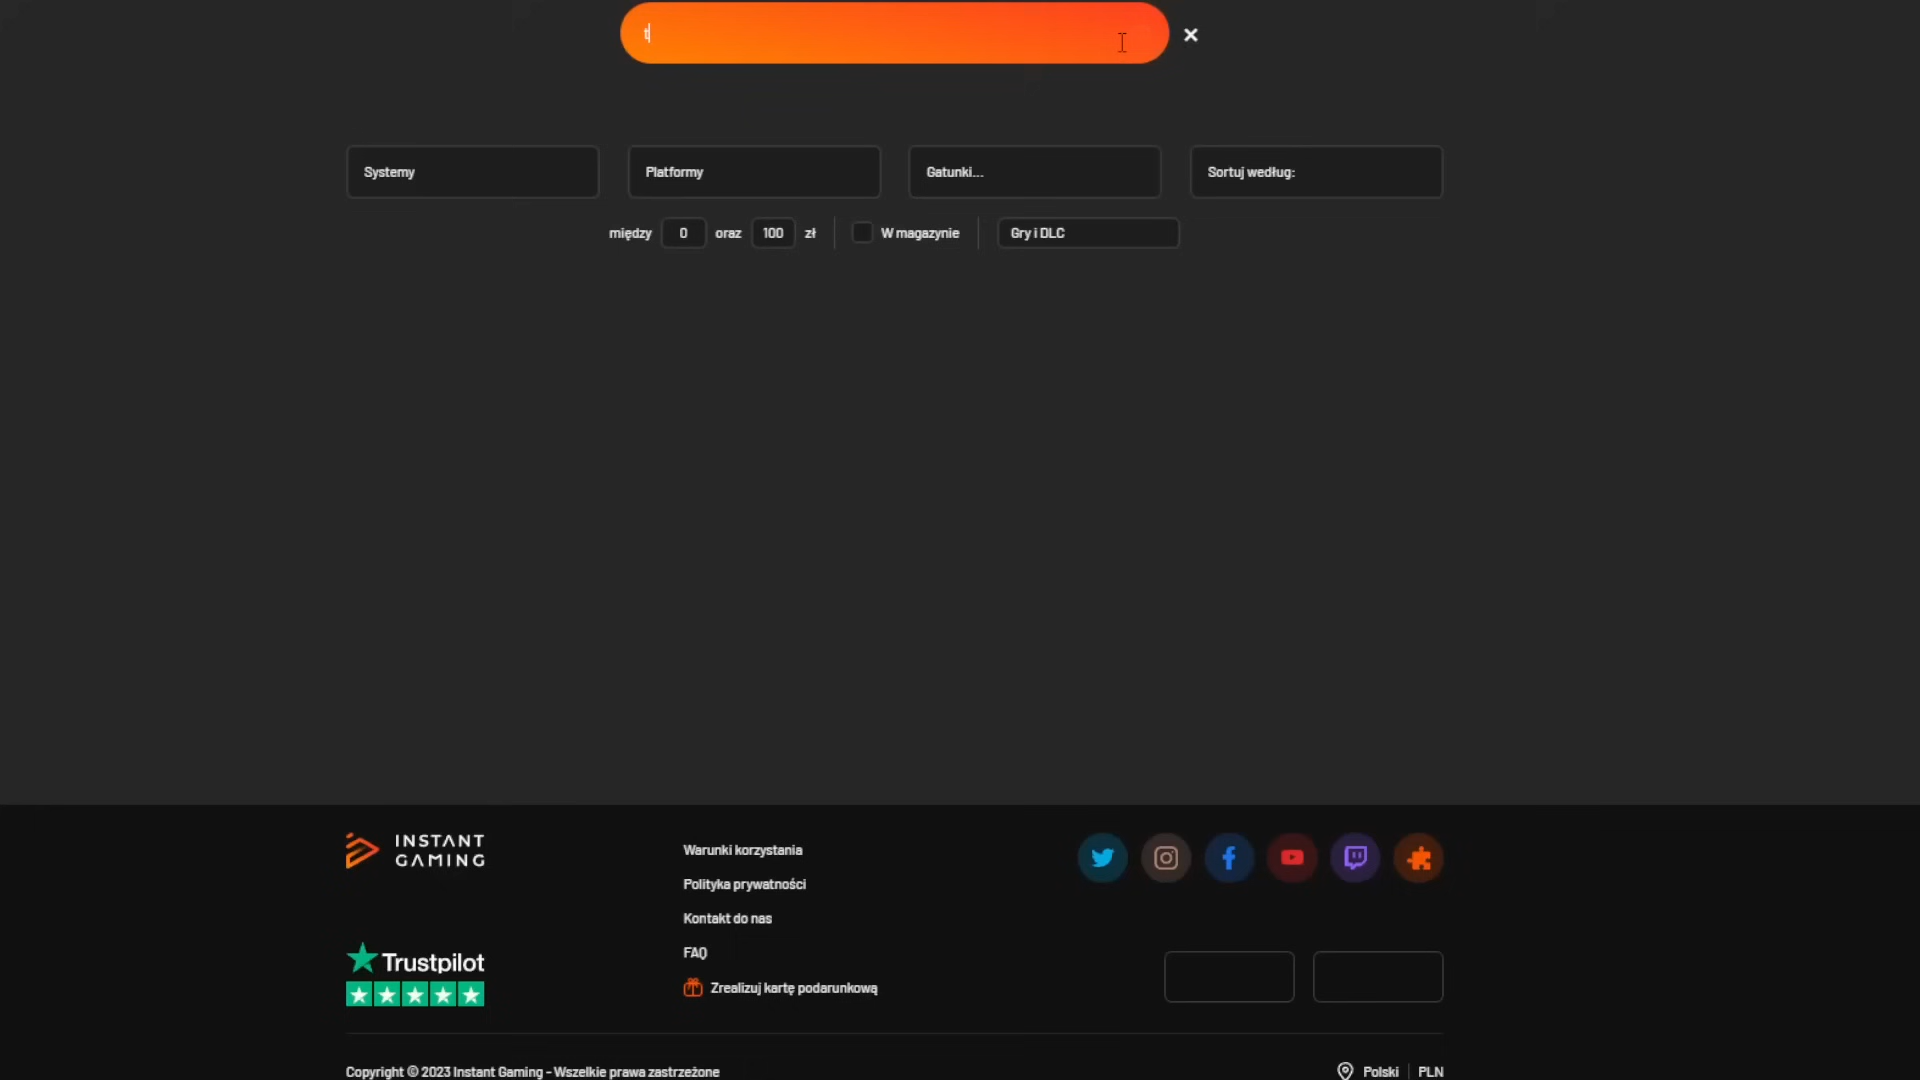 t
Systemy
Platformy
Gatunki...
Sortuj według:
między 0 oraz 100 zł
W magazynie
Gry i DLC
INSTANT
GAMING
Warunki korzystania
Polityka prywatności
Kontakt do nas
FAQ
Zrealizuj kartę podarunkową
Trustpilot
Copyright © 2023 Instant Gaming - Wszelkie prawa zastrzeżone
Polski PLN